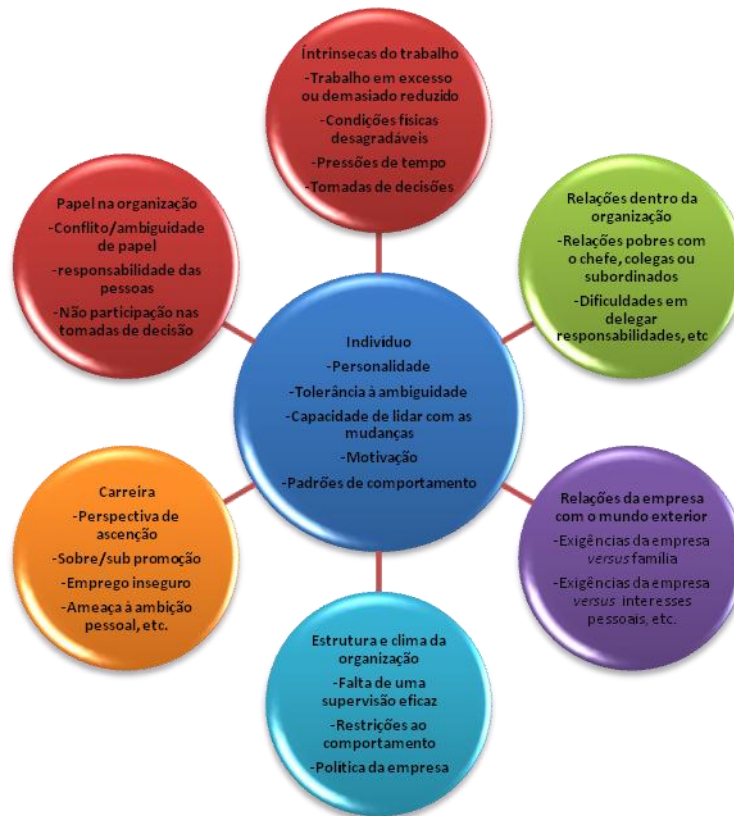 Íntrinsecas do trabalho
-Trabalho em excesso
ou demasiado reduzido
-Condições físicas
desagradáveis
-Pressões de tempo
-Tomadas de decisões
Papel na organização
-Conflito/ambiguidade
de papel
-responsabilidade das
pessoas
-Não participação nas
tomadas de decisão
Relações dentro da
organização
-Relações pobres com
o chefe, colegas ou
subordinados
-Dificuldades em
delegar
responsabilidades, etc
Indivíduo
-Personalidade
-Tolerância à ambiguidade
-Capacidade de lidar com as
mudanças
-Motivação
-Padrões de comportamento
Carreira
-Perspectiva de
ascenção
-Sobre/sub promoção
-Emprego inseguro
-Ameaça à ambição
pessoal, etc.
Relações da empresa
com o mundo exterior
-Exigências da empresa
versus família
-Exigências da empresa
versus interesses
pessoais, etc.
Estrutura e clima da
organização
-Falta de uma
supervisão eficaz
-Restrições ao
comportamento
-Política da empresa